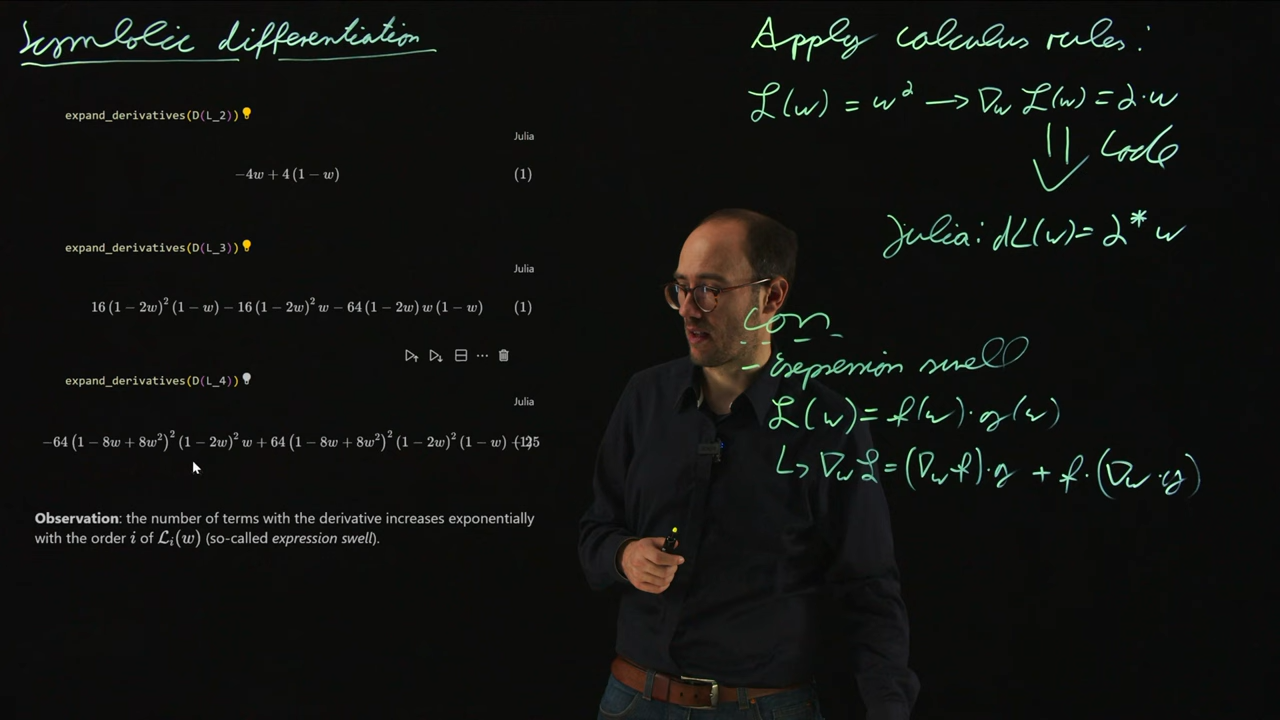 Symbolic differentiation
expand_derivatives(D(L_2))
Julia
−4w + 4 (1 − w) (1)
expand_derivatives(D(L_3))
Julia
16 (1 − 2w)² (1 − w) − 16 (1 − 2w)² w − 64 (1 − 2w) w (1 − w) (1)
expand_derivatives(D(L_4))
Julia
−64 (1 − 8w + 8w²)² (1 − 2w)² w + 64 (1 − 8w + 8w²)² (1 − 2w)² (1 − w) −
Observation: the number of terms with the derivative increases exponentially
with the order i of ℒᵢ(w) (so-called expression swell).
Apply calculus rules:
ℒ(w) = w² → ∇w ℒ(w) = 2·w
⇓ code
Julia: dL(w) = 2 * w
con
- Expression swell
ℒ(w) = f(w)·g(w)
↳ ∇w ℒ = (∇w f)·g + f·(∇w·g)